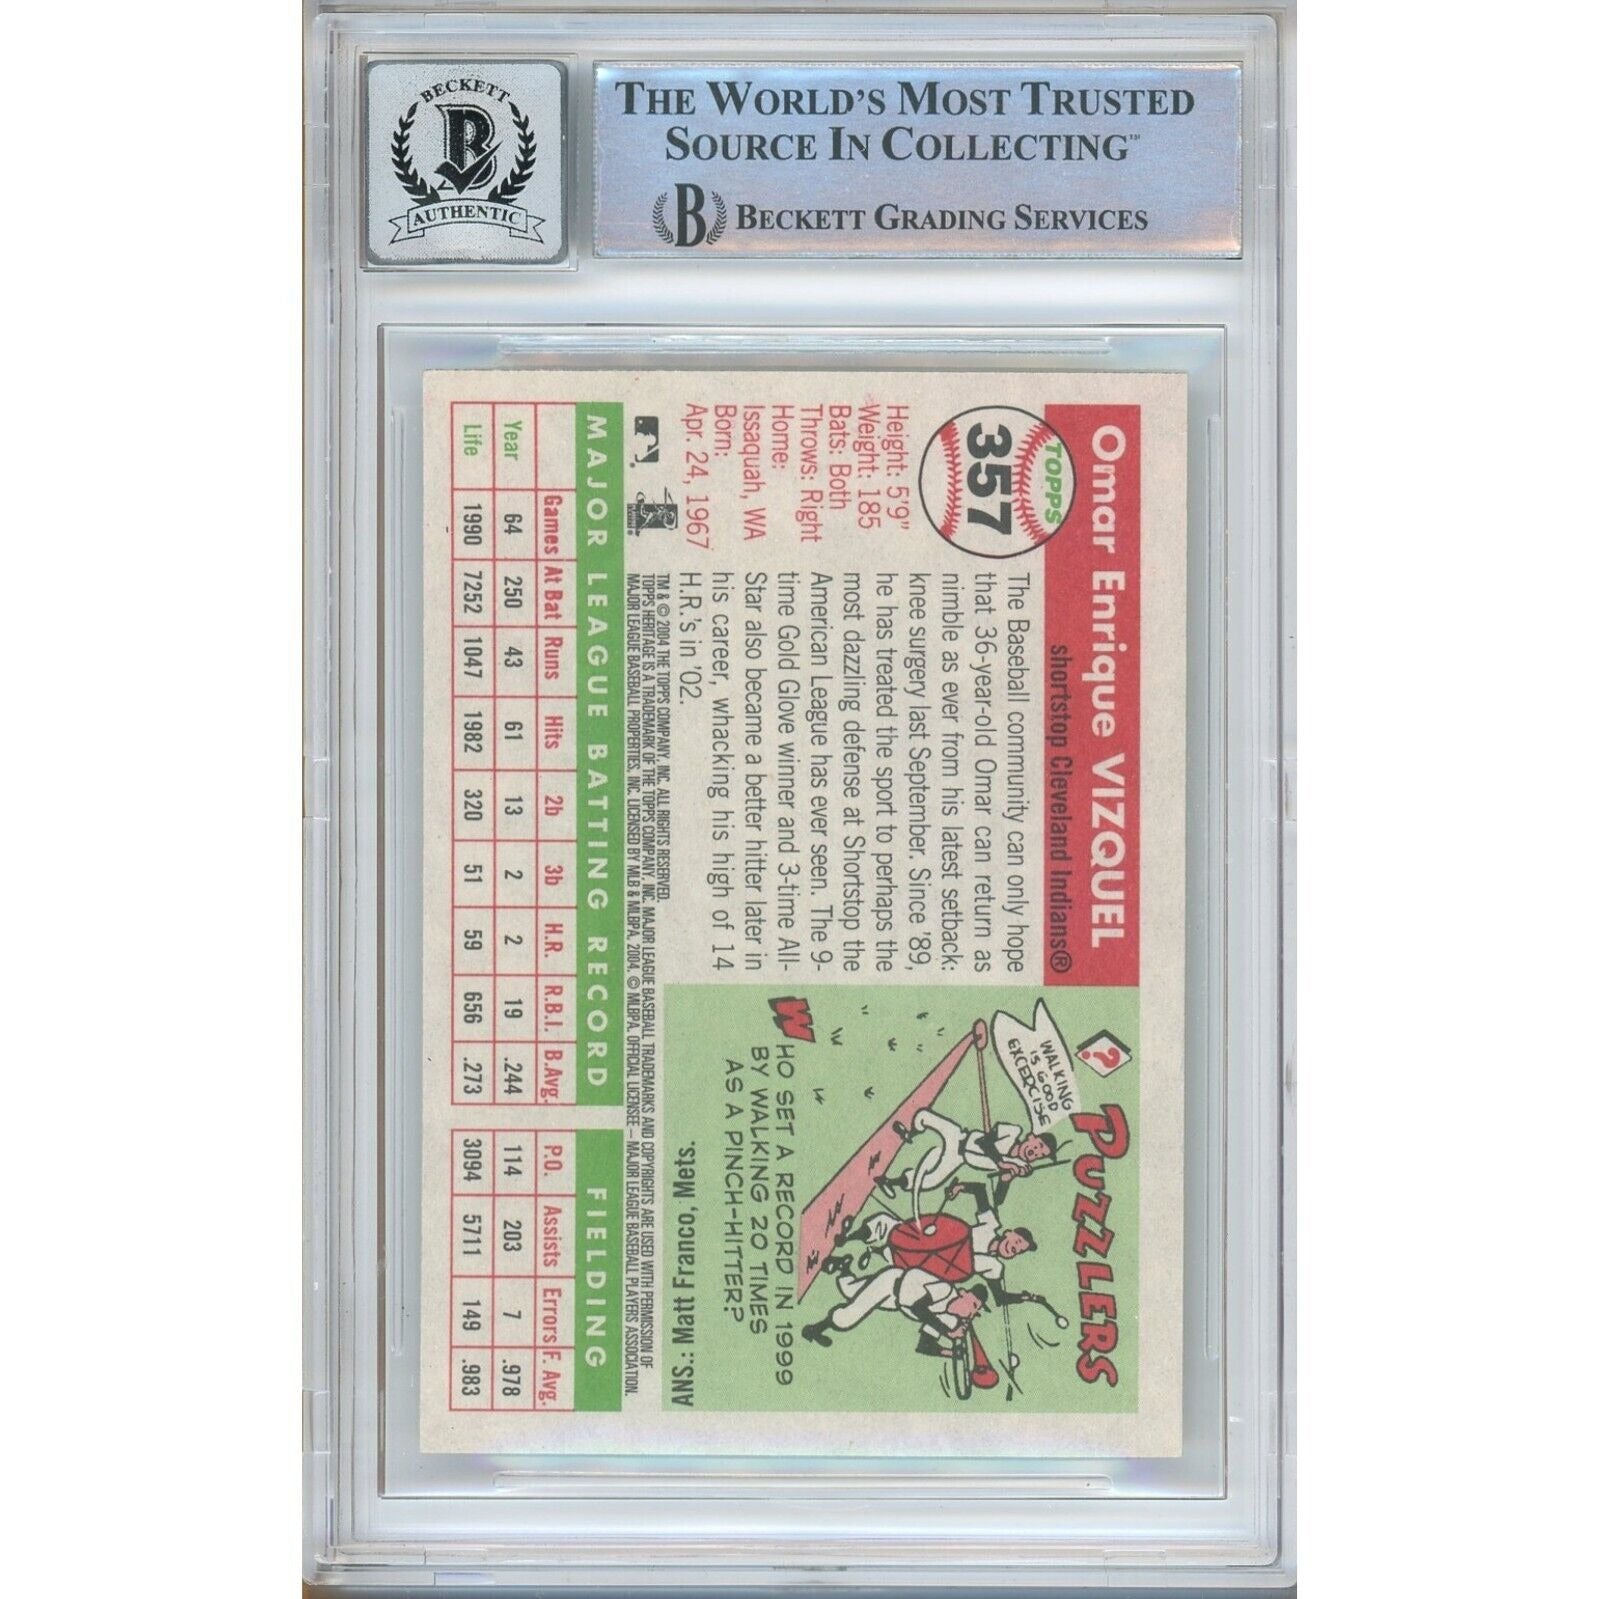 BECKETT
B
AUTHENTIC
THE WORLD'S MOST TRUSTED
SOURCE IN COLLECTING™
B BECKETT GRADING SERVICES
Omar Enrique VIZQUEL
shortstop Cleveland Indians®
TOPPS
357
Height: 5'9"
Weight: 185
Bats: Both
Throws: Right
Home:
Issaquah, WA
Born:
Apr. 24, 1967
The Baseball community can only hope
that 36-year-old Omar can return as
nimble as ever from his latest setback:
knee surgery last September. Since '89,
he has treated the sport to perhaps the
most dazzling defense at Shortstop the
American League has ever seen. The 9-
time Gold Glove winner and 3-time All-
Star also became a better hitter later in
his career, whacking his high of 14
H.R.'s in '02.
? PUZZLERS
WALKING
IS GOOD
EXCERCISE
WHO SET A RECORD IN 1999
BY WALKING 20 TIMES
AS A PINCH-HITTER?
ANS.: Matt Franco, Mets.
TM & © 2004 THE TOPPS COMPANY, INC. ALL RIGHTS RESERVED.
TOPPS HERITAGE IS A TRADEMARK OF THE TOPPS COMPANY, INC. MAJOR LEAGUE BASEBALL TRADEMARKS AND COPYRIGHTS ARE USED WITH PERMISSION OF
MAJOR LEAGUE BASEBALL PROPERTIES, INC. LICENSED BY MLB & MLBPA, 2004. © MLBPA. OFFICIAL LICENSEE – MAJOR LEAGUE BASEBALL PLAYERS ASSOCIATION.
MAJOR LEAGUE BATTING RECORD FIELDING
Games At Bat Runs Hits 2b 3b H.R. R.B.I. B.Avg. P.O. Assists Errors F. Avg.
Year 64 250 43 61 13 2 2 19 .244 114 203 7 .978
Life 1990 7252 1047 1982 320 51 59 656 .273 3094 5711 149 .983